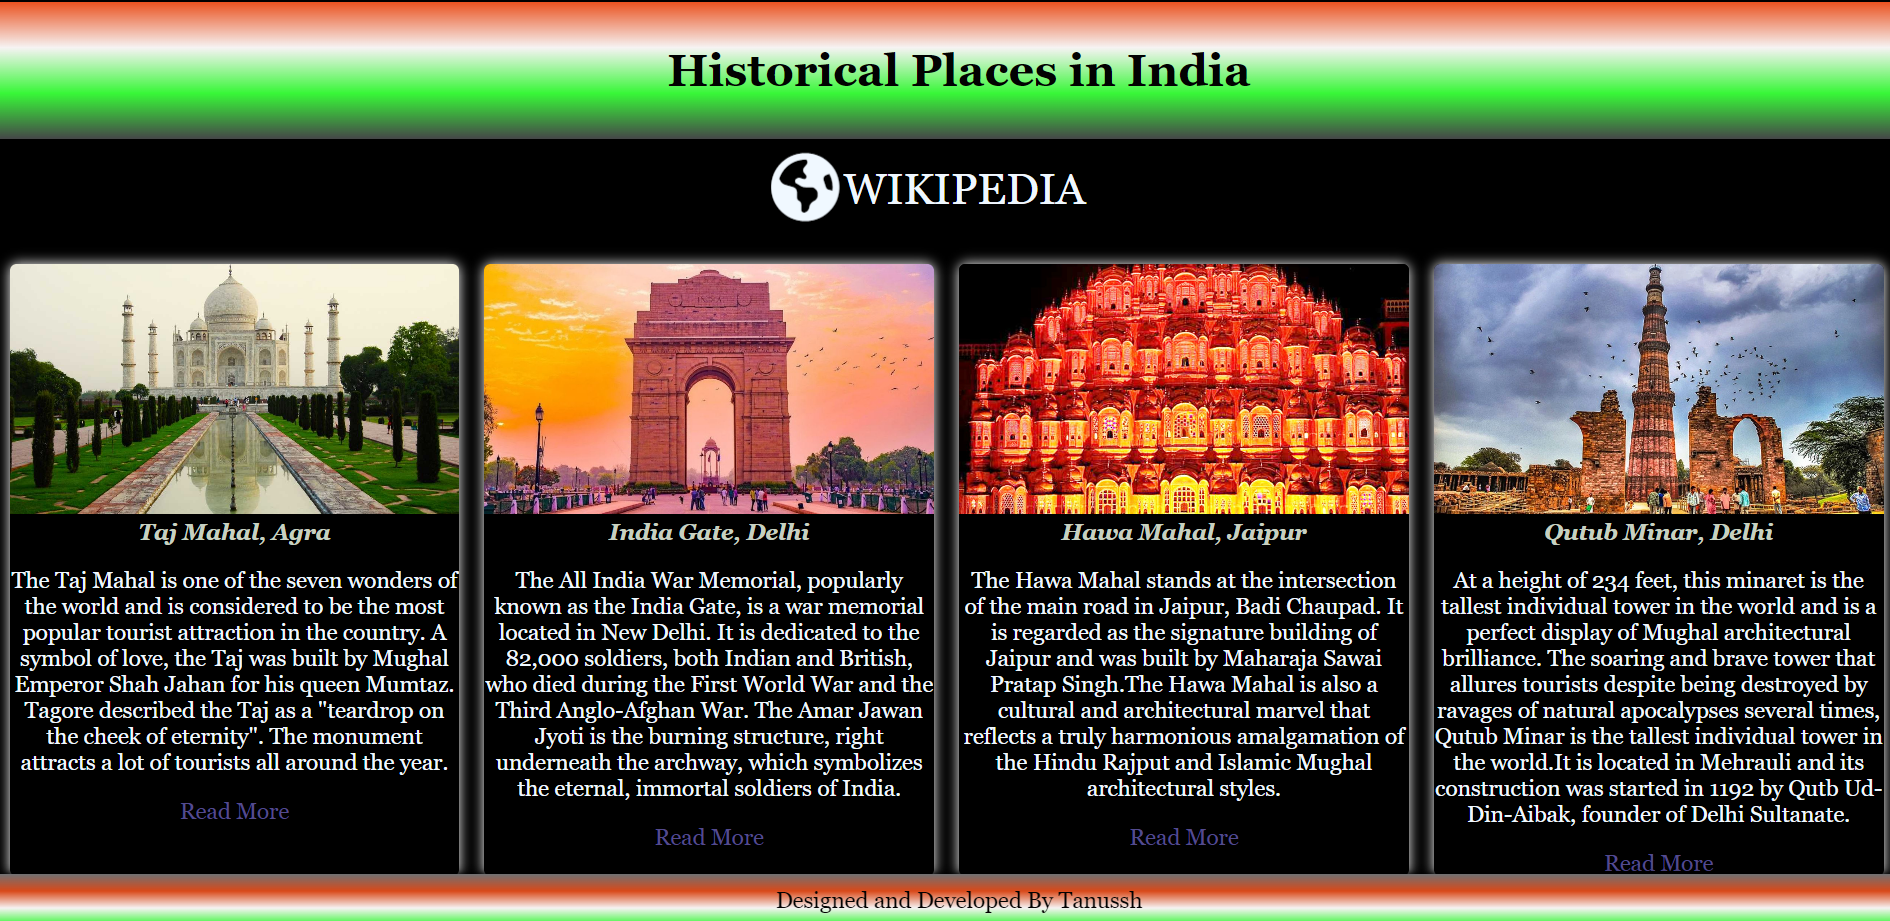 Historical Places in India
WIKIPEDIA
Taj Mahal, Agra
The Taj Mahal is one of the seven wonders of
the world and is considered to be the most
popular tourist attraction in the country. A
symbol of love, the Taj was built by Mughal
Emperor Shah Jahan for his queen Mumtaz.
Tagore described the Taj as a "teardrop on
the cheek of eternity". The monument
attracts a lot of tourists all around the year.
Read More
India Gate, Delhi
The All India War Memorial, popularly
known as the India Gate, is a war memorial
located in New Delhi. It is dedicated to the
82,000 soldiers, both Indian and British,
who died during the First World War and the
Third Anglo-Afghan War. The Amar Jawan
Jyoti is the burning structure, right
underneath the archway, which symbolizes
the eternal, immortal soldiers of India.
Read More
Hawa Mahal, Jaipur
The Hawa Mahal stands at the intersection
of the main road in Jaipur, Badi Chaupad. It
is regarded as the signature building of
Jaipur and was built by Maharaja Sawai
Pratap Singh.The Hawa Mahal is also a
cultural and architectural marvel that
reflects a truly harmonious amalgamation of
the Hindu Rajput and Islamic Mughal
architectural styles.
Read More
Qutub Minar, Delhi
At a height of 234 feet, this minaret is the
tallest individual tower in the world and is a
perfect display of Mughal architectural
brilliance. The soaring and brave tower that
allures tourists despite being destroyed by
ravages of natural apocalypses several times,
Qutub Minar is the tallest individual tower in
the world.It is located in Mehrauli and its
construction was started in 1192 by Qutb Ud-
Din-Aibak, founder of Delhi Sultanate.
Read More
Designed and Developed By Tanussh